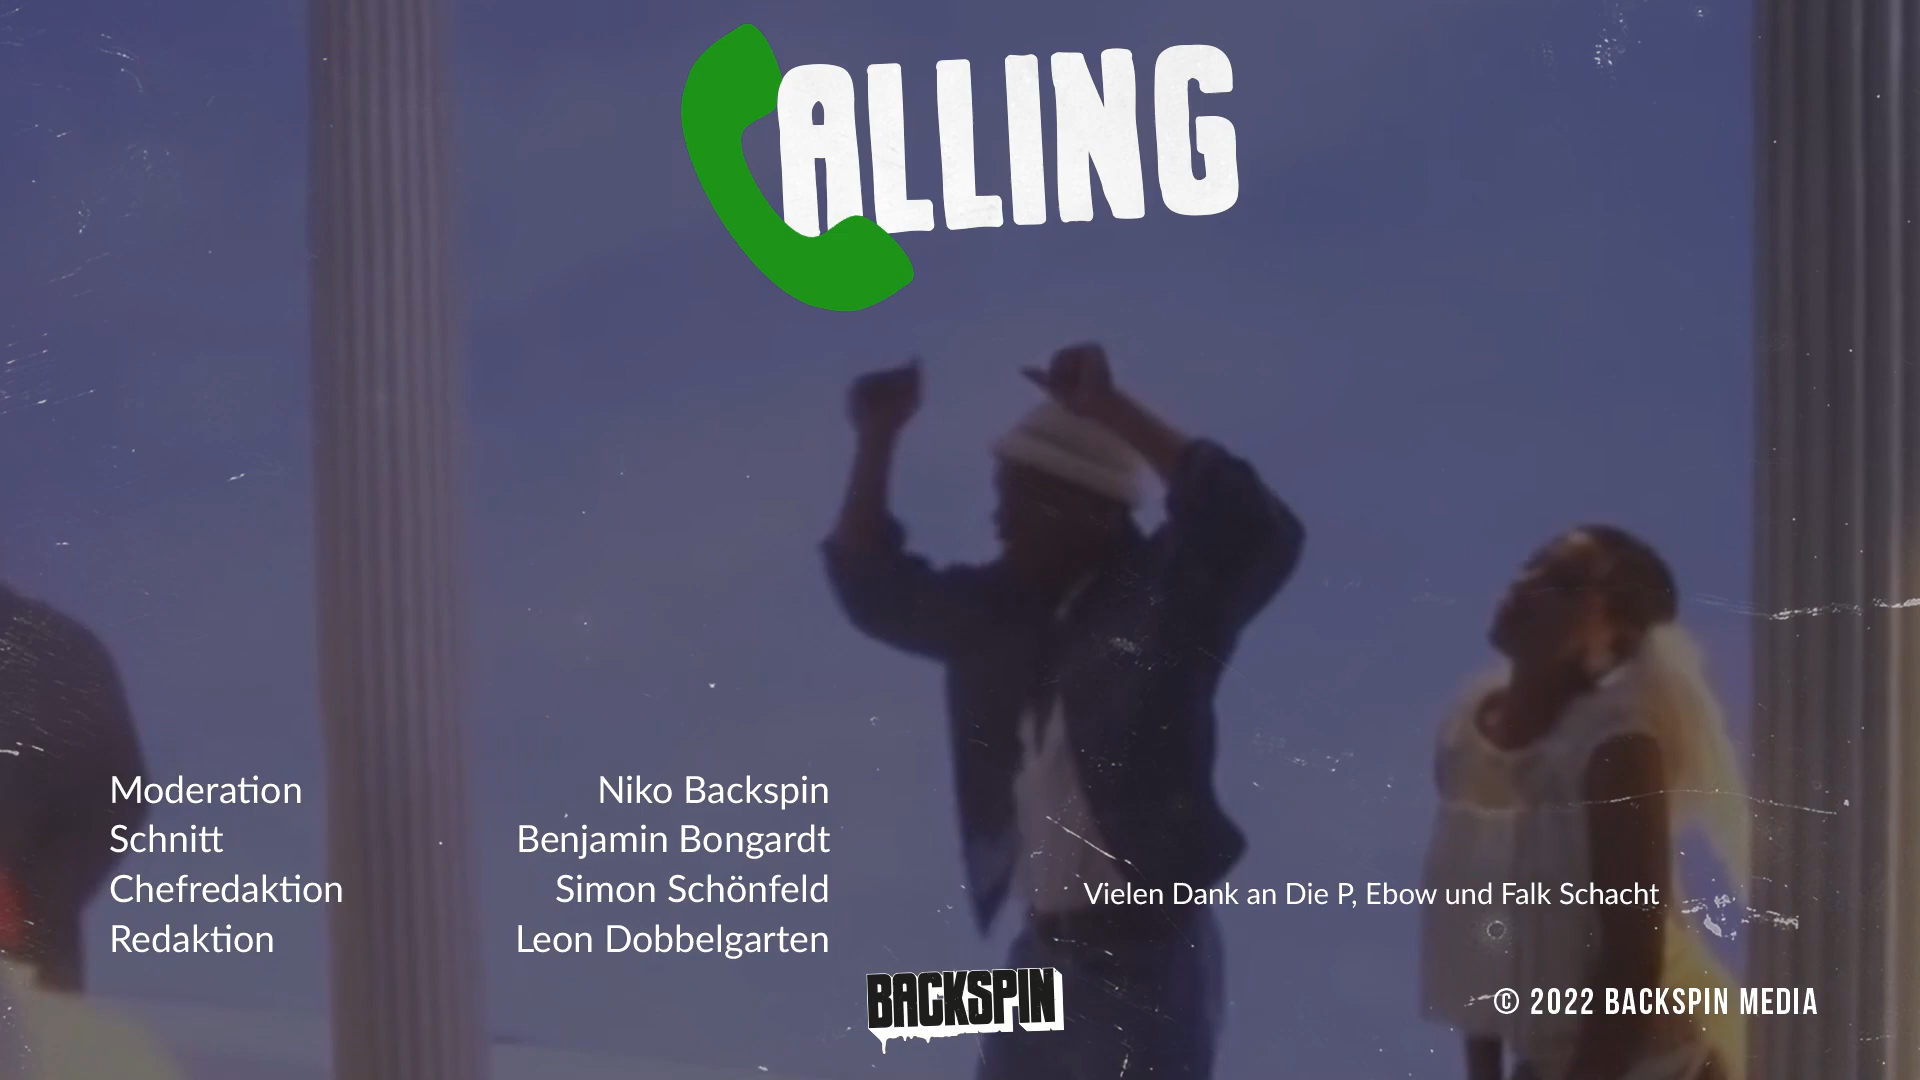 CALLING
Moderation Niko Backspin
Schnitt Benjamin Bongardt
Chefredaktion Simon Schönfeld
Redaktion Leon Dobbelgarten
Vielen Dank an Die P, Ebow und Falk Schacht
BACKSPIN
© 2022 BACKSPIN MEDIA